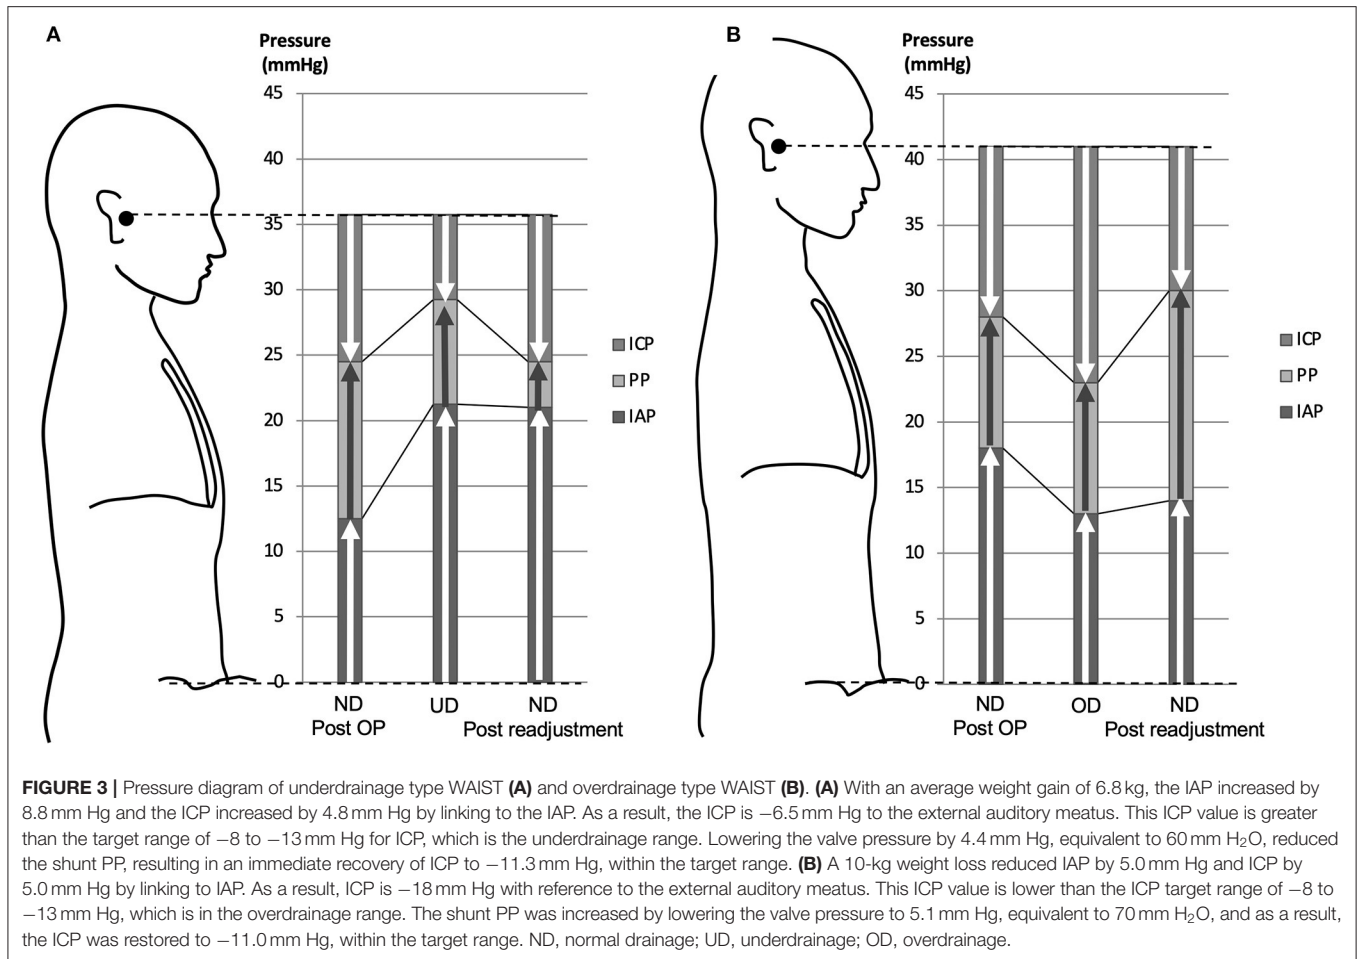 A
Pressure
(mmHg)
45
40
35
30
25
20
15
10
5
0
ICP
PP
IAP
ND
UD
ND
Post OP
Post readjustment
B
Pressure
(mmHg)
45
40
35
30
25
20
15
10
5
0
ICP
PP
IAP
ND
OD
ND
Post OP
Post readjustment
FIGURE 3 | Pressure diagram of underdrainage type WAIST (A) and overdrainage type WAIST (B). (A) With an average weight gain of 6.8 kg, the IAP increased by
8.8 mm Hg and the ICP increased by 4.8 mm Hg by linking to the IAP. As a result, the ICP is −6.5 mm Hg to the external auditory meatus. This ICP value is greater
than the target range of −8 to −13 mm Hg for ICP, which is the underdrainage range. Lowering the valve pressure by 4.4 mm Hg, equivalent to 60 mm H₂O, reduced
the shunt PP, resulting in an immediate recovery of ICP to −11.3 mm Hg, within the target range. (B) A 10-kg weight loss reduced IAP by 5.0 mm Hg and ICP by
5.0 mm Hg by linking to IAP. As a result, ICP is −18 mm Hg with reference to the external auditory meatus. This ICP value is lower than the ICP target range of −8 to
−13 mm Hg, which is in the overdrainage range. The shunt PP was increased by lowering the valve pressure to 5.1 mm Hg, equivalent to 70 mm H₂O, and as a result,
the ICP was restored to −11.0 mm Hg, within the target range. ND, normal drainage; UD, underdrainage; OD, overdrainage.